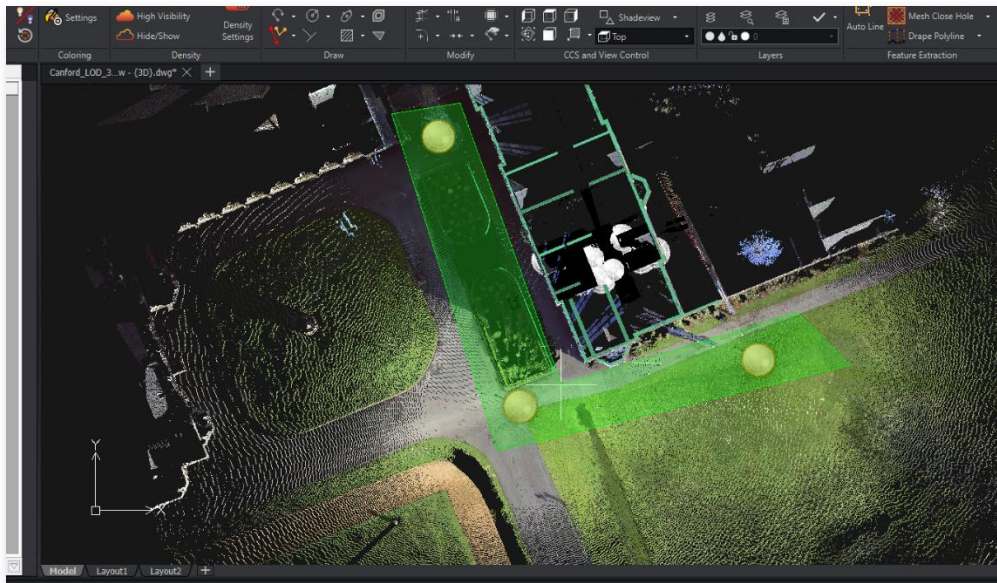 Settings
High Visibility
Hide/Show
Density
Settings
Shadeview
Top
Auto Line
Mesh Close Hole
Drape Polyline
Coloring
Density
Draw
Modify
CCS and View Control
Layers
Feature Extraction
Canford_LOD_3...w - {3D}.dwg*
Y
X
Model
Layout1
Layout2